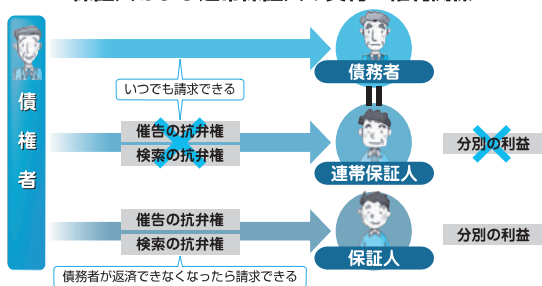 債権者
債務者
いつでも請求できる
催告の抗弁権
検索の抗弁権
分別の利益
連帯保証人
催告の抗弁権
検索の抗弁権
分別の利益
保証人
債務者が返済できなくなったら請求できる